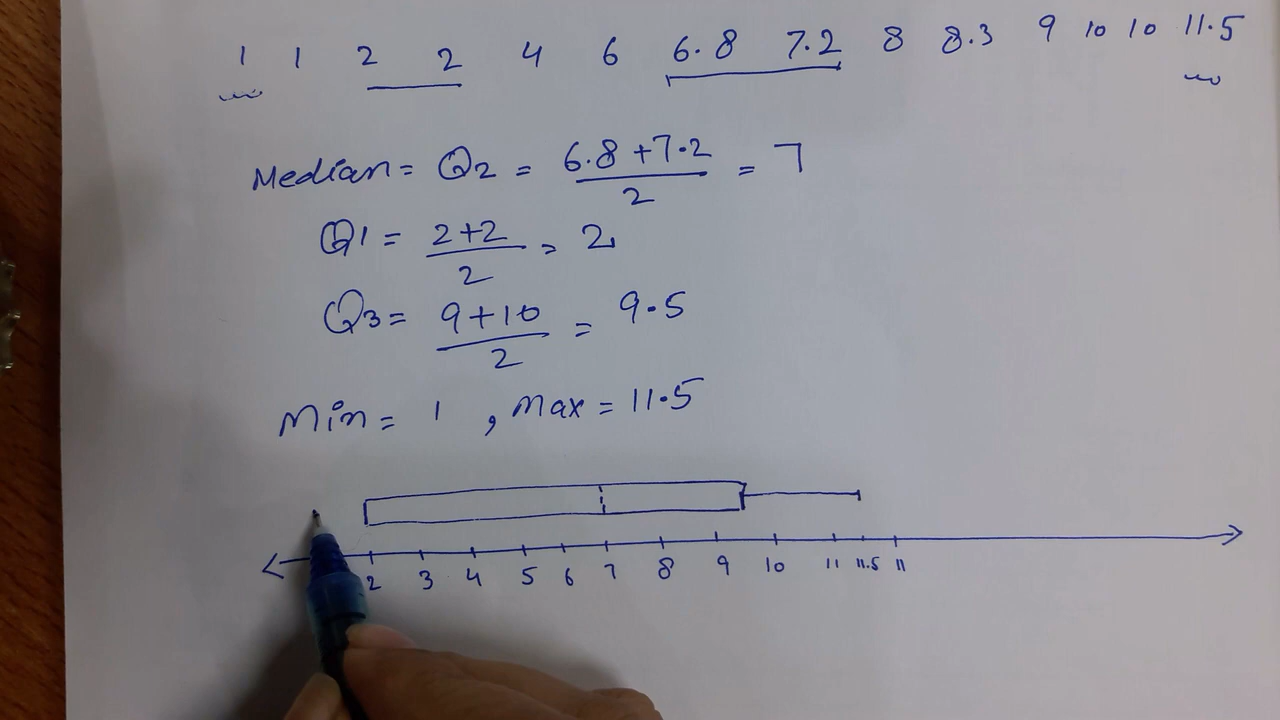 1 1 2 2 4 6 6.8 7.2 8 8.3 9 10 10 11.5
Median = Q2 = (6.8+7.2)/2 = 7
Q1 = (2+2)/2 = 2
Q3 = (9+10)/2 = 9.5
Min = 1, Max = 11.5
2 3 4 5 6 7 8 9 10 11 11.5 11